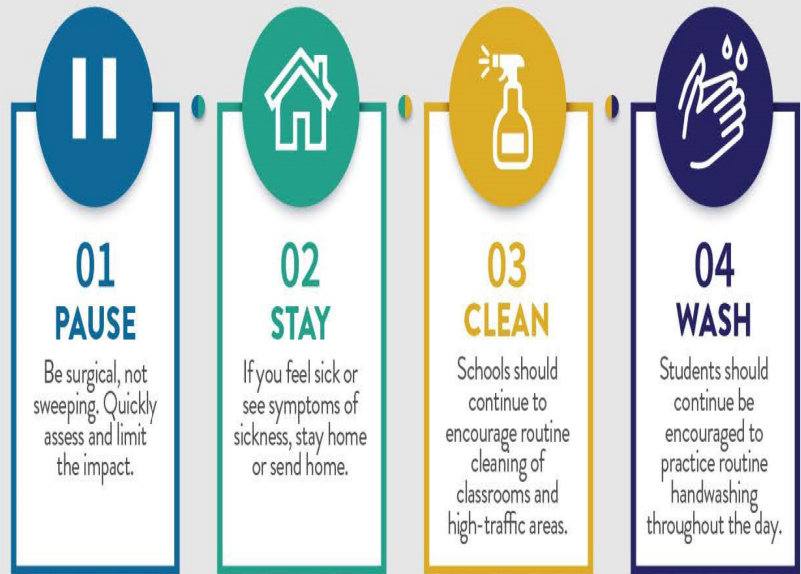 01
PAUSE
Be surgical, not
sweeping. Quickly
assess and limit
the impact.
02
STAY
If you feel sick or
see symptoms of
sickness, stay home
or send home.
03
CLEAN
Schools should
continue to
encourage routine
cleaning of
classrooms and
high-traffic areas.
04
WASH
Students should
continue be
encouraged to
practice routine
handwashing
throughout the day.